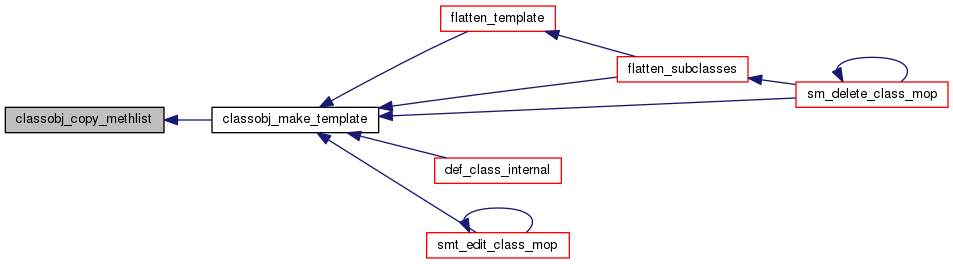 flatten_template
flatten_subclasses
sm_delete_class_mop
classobj_copy_methlist
classobj_make_template
def_class_internal
smt_edit_class_mop